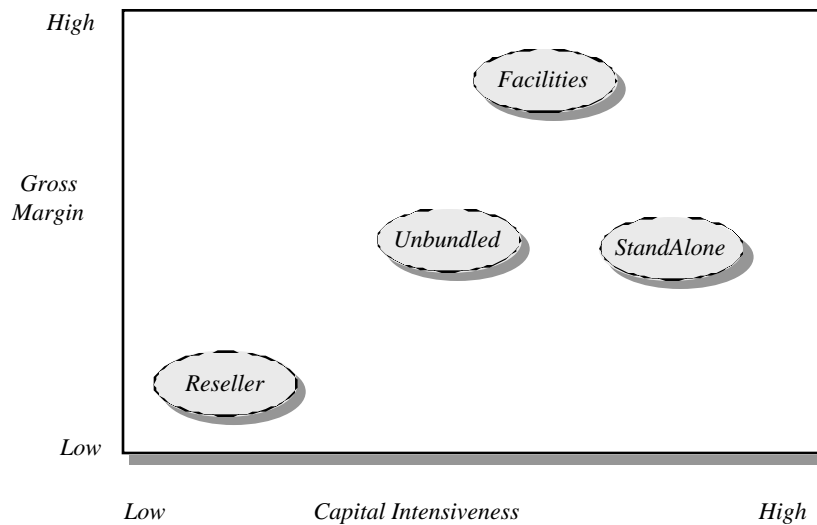 High
Facilities
Gross
Margin
Unbundled
StandAlone
Reseller
Low
Low Capital Intensiveness High